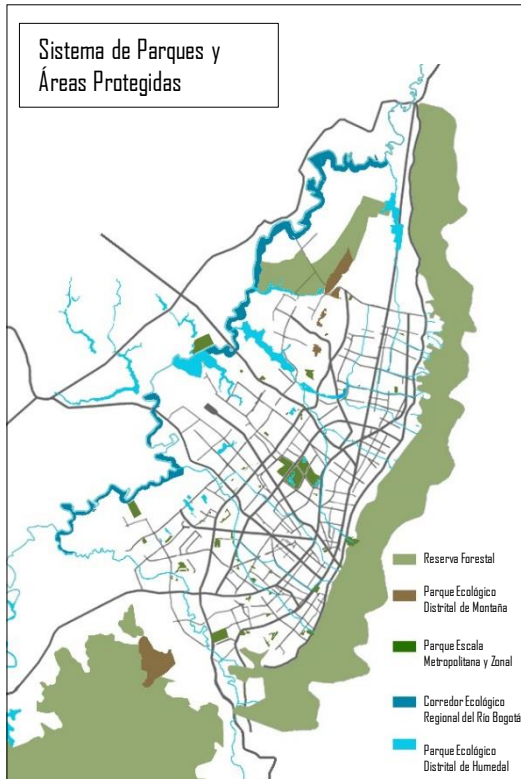 Sistema de Parques y
Áreas Protegidas
Reserva Forestal
Parque Ecológico
Distrital de Montaña
Parque Escala
Metropolitana y Zonal
Corredor Ecológico
Regional del Río Bogotá
Parque Ecológico
Distrital de Humedal